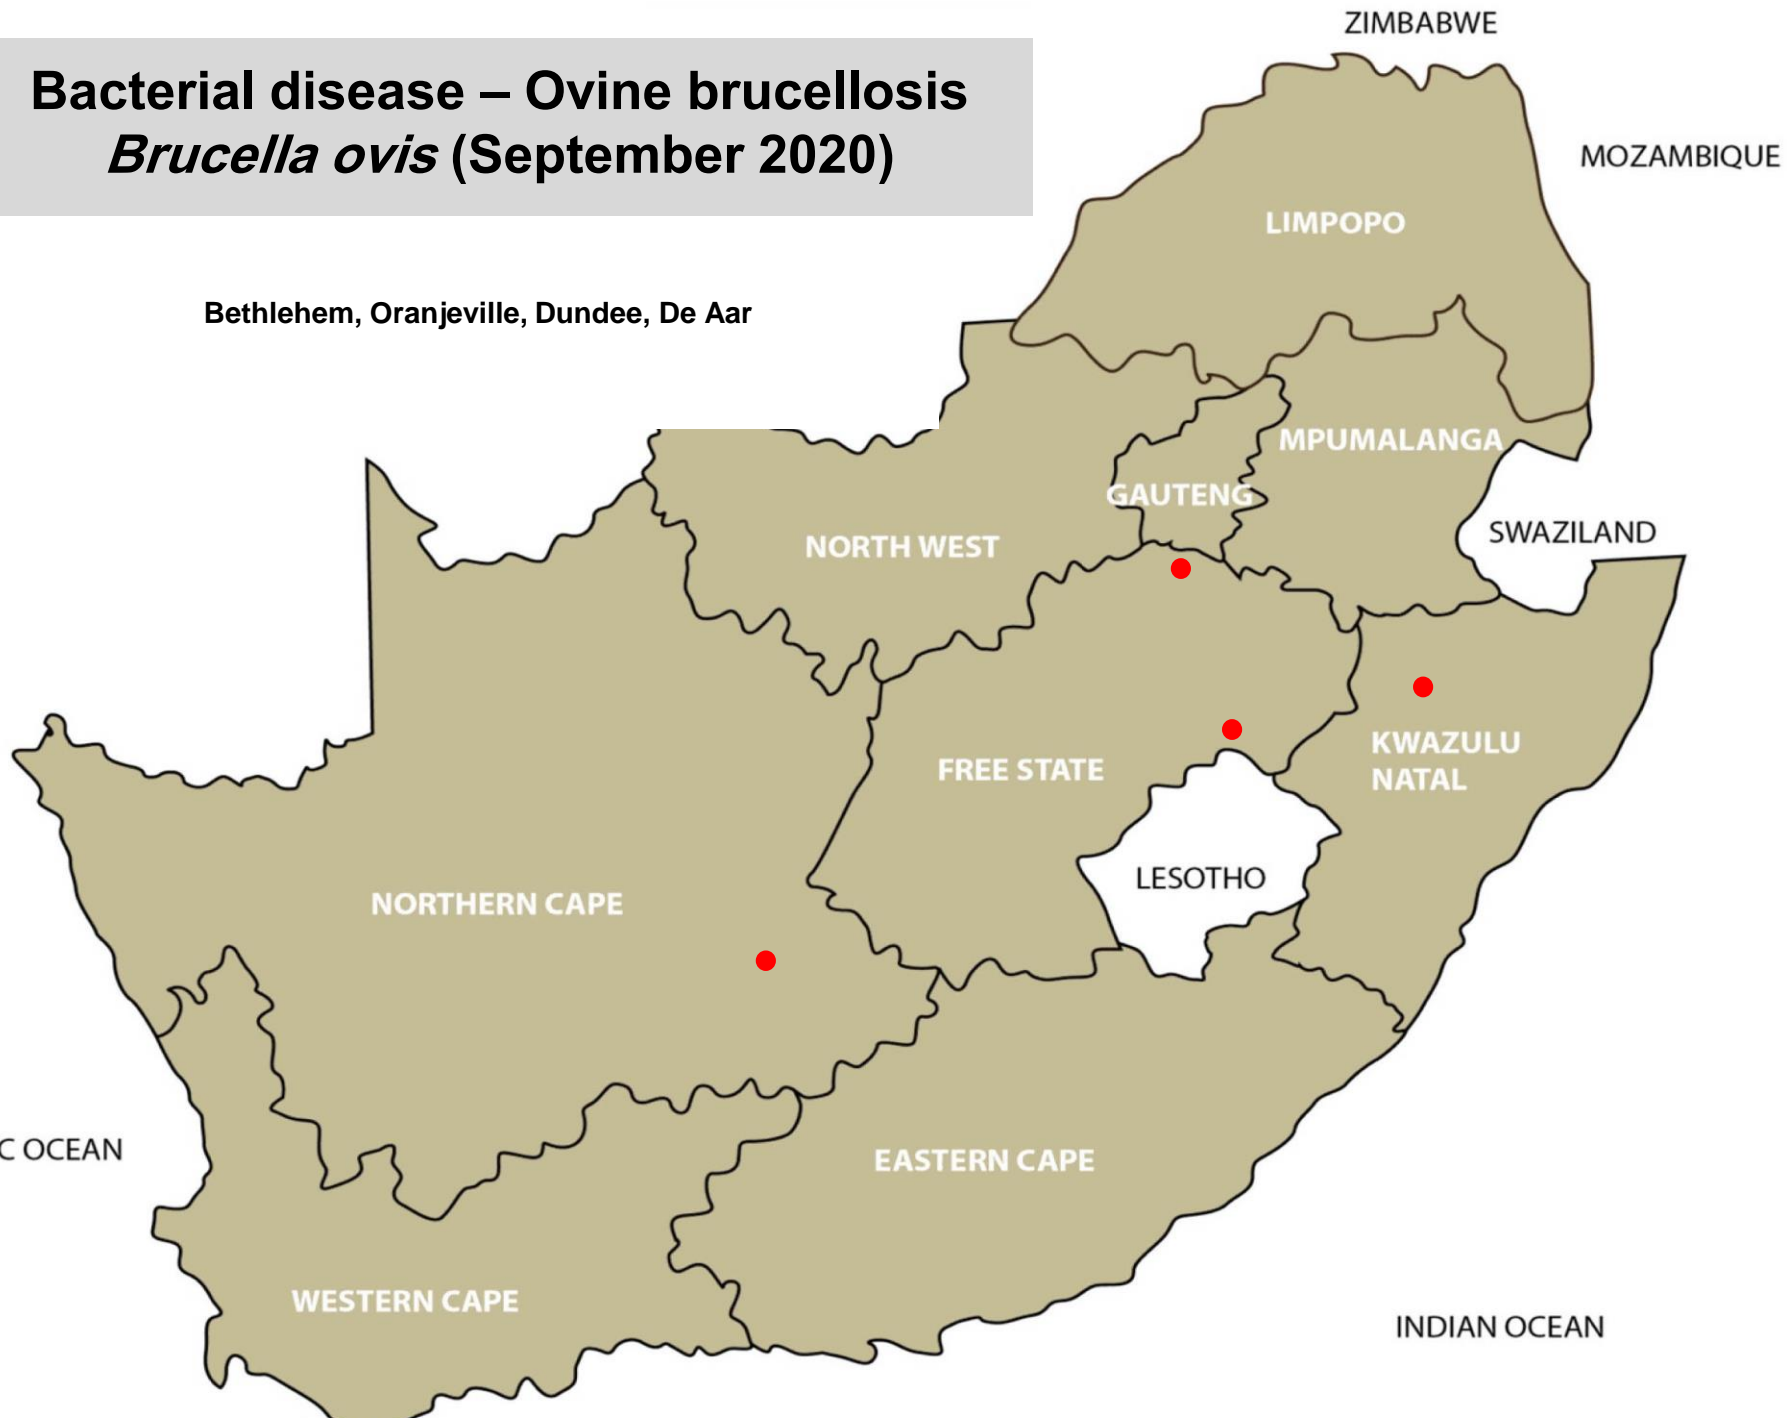 ZIMBABWE
Bacterial disease – Ovine brucellosis
Brucella ovis (September 2020)
MOZAMBIQUE
LIMPOPO
Bethlehem, Oranjeville, Dundee, De Aar
MPUMALANGA
GAUTENG
SWAZILAND
NORTH WEST
KWAZULU
NATAL
FREE STATE
LESOTHO
NORTHERN CAPE
C OCEAN
EASTERN CAPE
WESTERN CAPE
INDIAN OCEAN